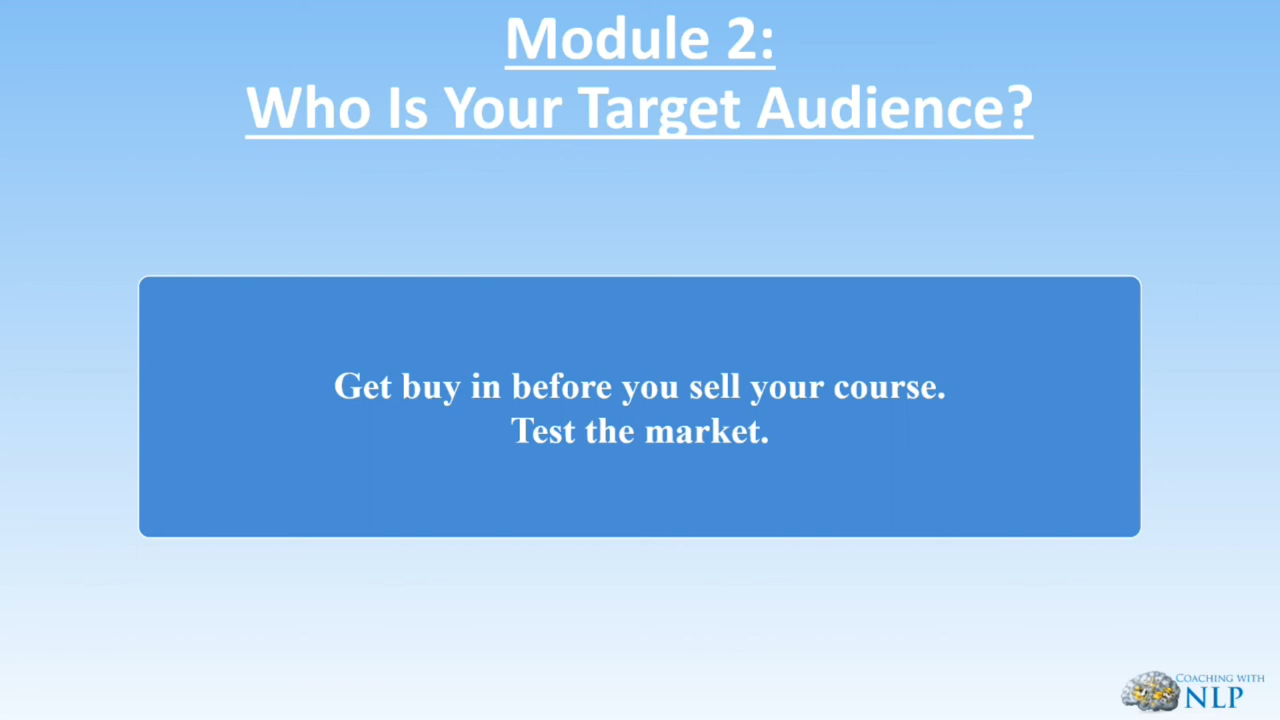 Module 2:
Who Is Your Target Audience?
Get buy in before you sell your course.
Test the market.
COACHING WITH
NLP